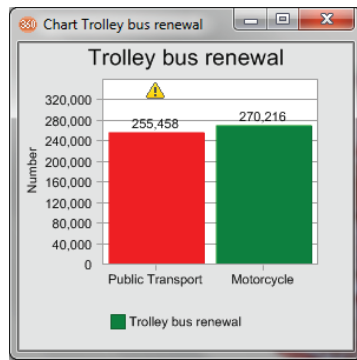 360 Chart Trolley bus renewal
Trolley bus renewal
Number
320,000
280,000
240,000
200,000
160,000
120,000
80,000
40,000
0
255,458
270,216
Public Transport Motorcycle
Trolley bus renewal